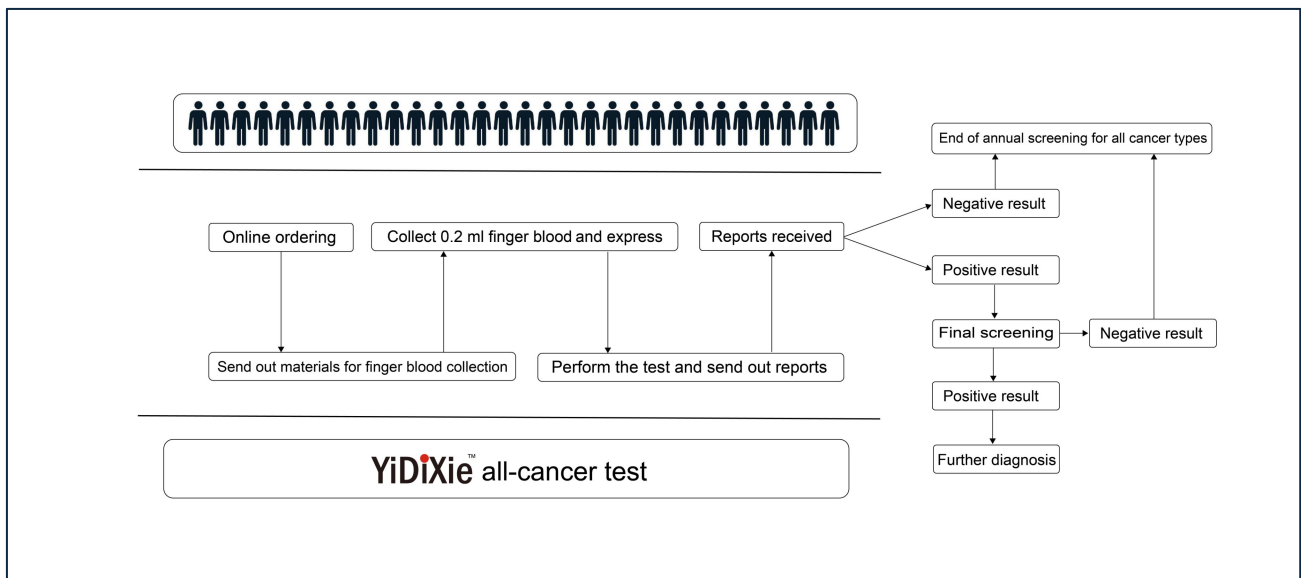 End of annual screening for all cancer types
Negative result
Online ordering
Collect 0.2 ml finger blood and express
Reports received
Positive result
Final screening
Negative result
Send out materials for finger blood collection
Perform the test and send out reports
Positive result
Further diagnosis
YiDiXie™ all-cancer test